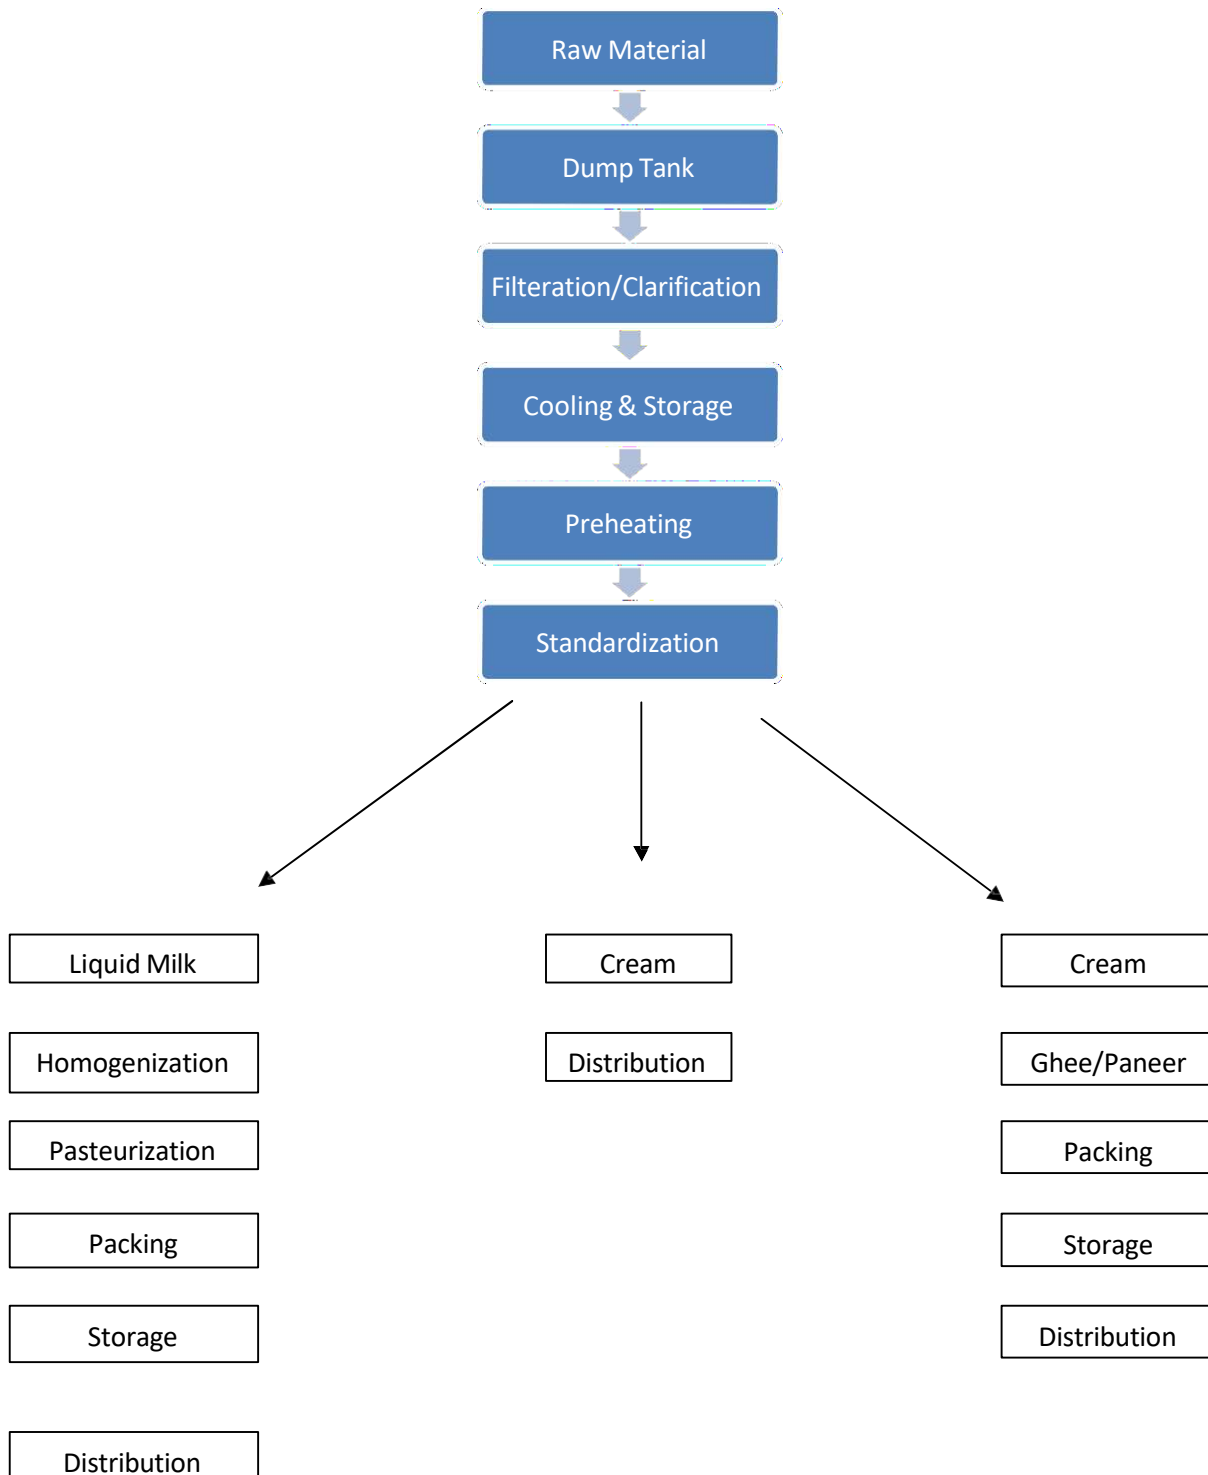 Raw Material
Dump Tank
Filteration/Clarification
Cooling & Storage
Preheating
Standardization
Liquid Milk
Homogenization
Pasteurization
Packing
Storage
Distribution
Cream
Distribution
Cream
Ghee/Paneer
Packing
Storage
Distribution